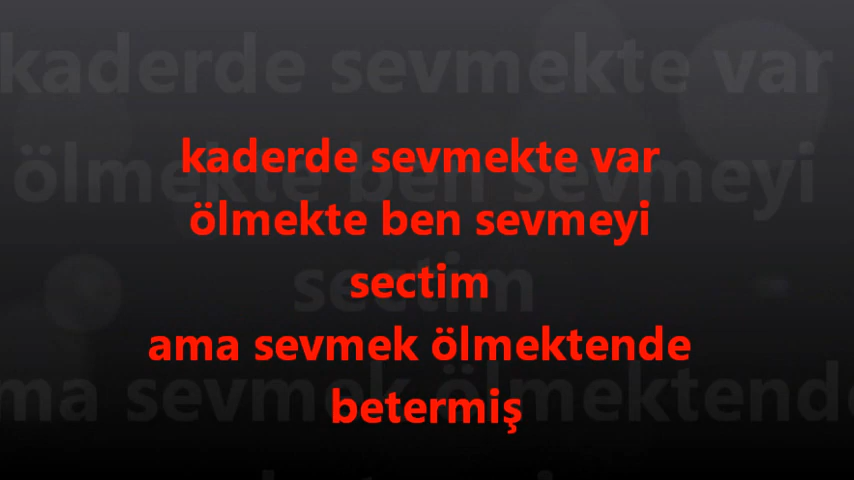 kaderde sevmekte var
ölmekte ben sevmeyi
sectim
ama sevmek ölmektende
betermiş